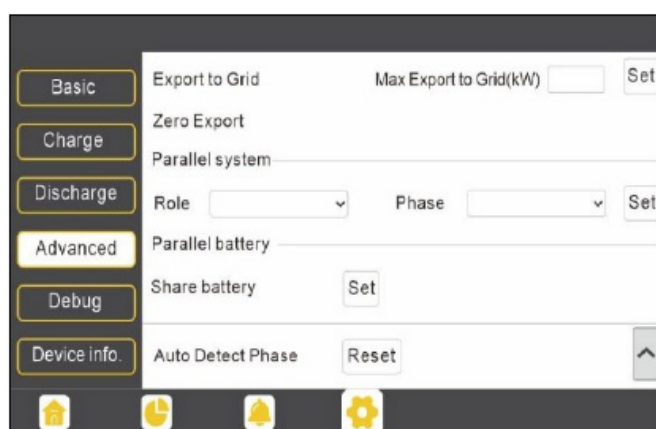 Basic
Charge
Discharge
Advanced
Debug
Device info.
Export to Grid Max Export to Grid(kW) Set
Zero Export
Parallel system
Role Phase Set
Parallel battery
Share battery Set
Auto Detect Phase Reset